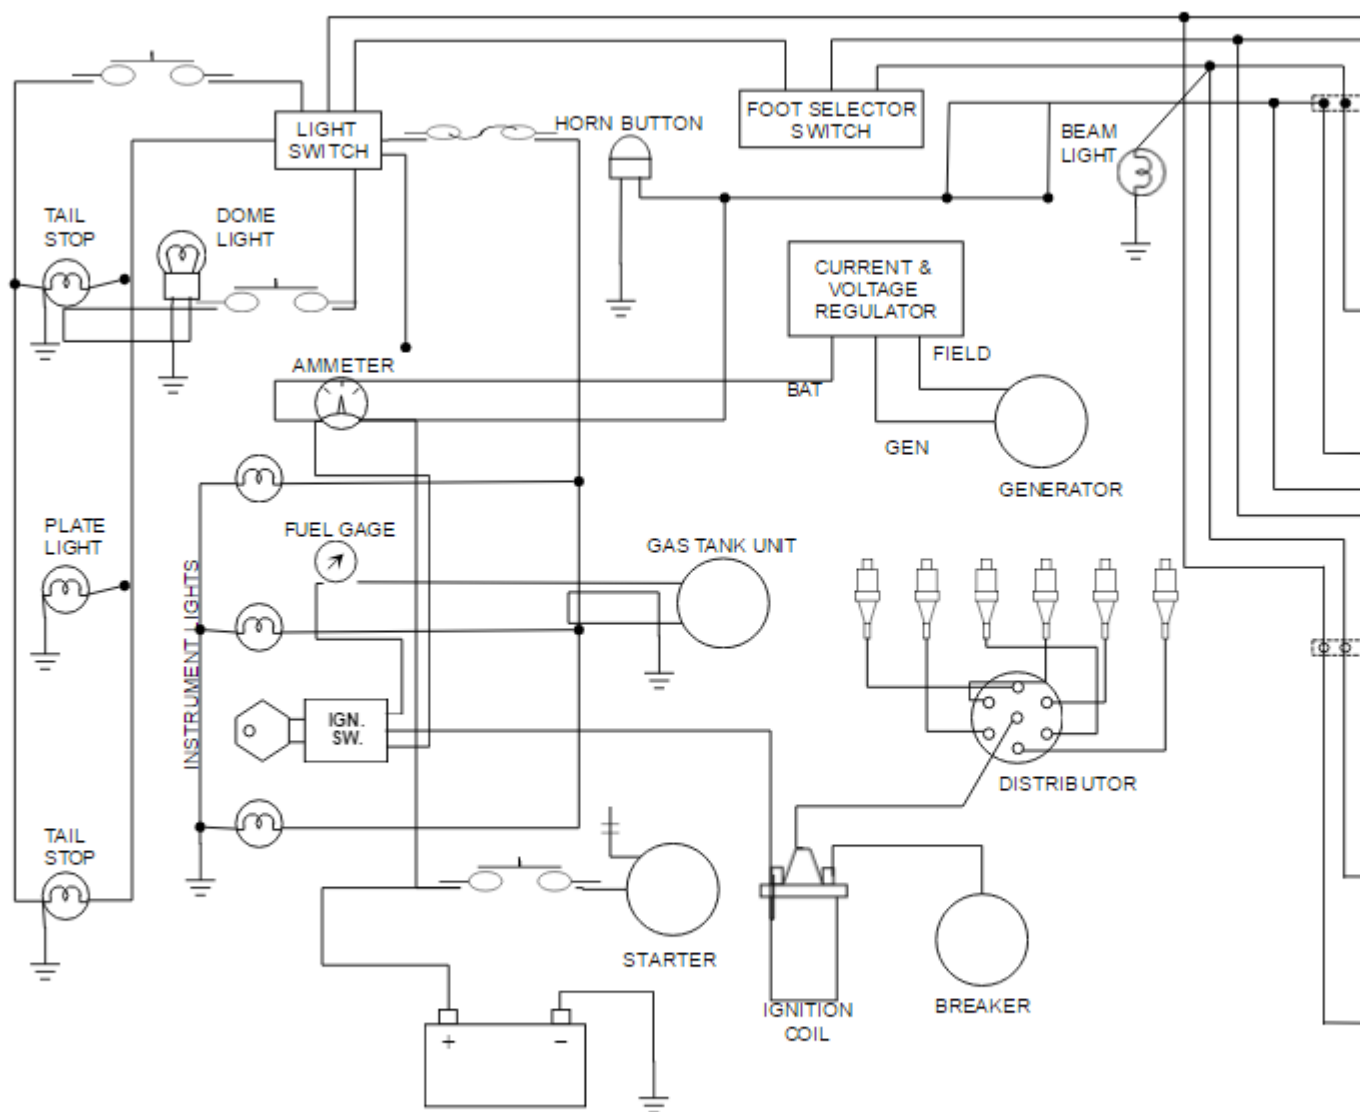 LIGHT
SWITCH
HORN BUTTON
FOOT SELECTOR
SWITCH
BEAM
LIGHT
TAIL
STOP
DOME
LIGHT
CURRENT &
VOLTAGE
REGULATOR
FIELD
AMMETER
BAT
GEN
GENERATOR
PLATE
LIGHT
FUEL GAGE
GAS TANK UNIT
INSTRUMENT LIGHTS
IGN.
SW.
DISTRIBUTOR
TAIL
STOP
STARTER
IGNITION
COIL
BREAKER
+ −